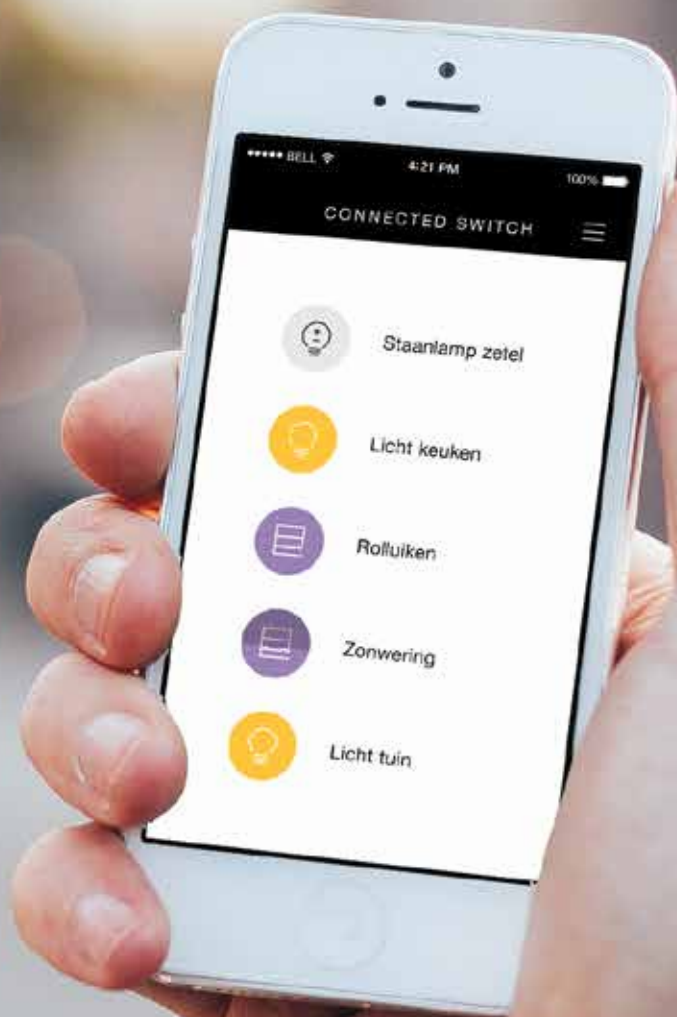 BELL
4:21 PM
100%
CONNECTED SWITCH
Staanlamp zetel
Licht keuken
Rolluiken
Zonwering
Licht tuin